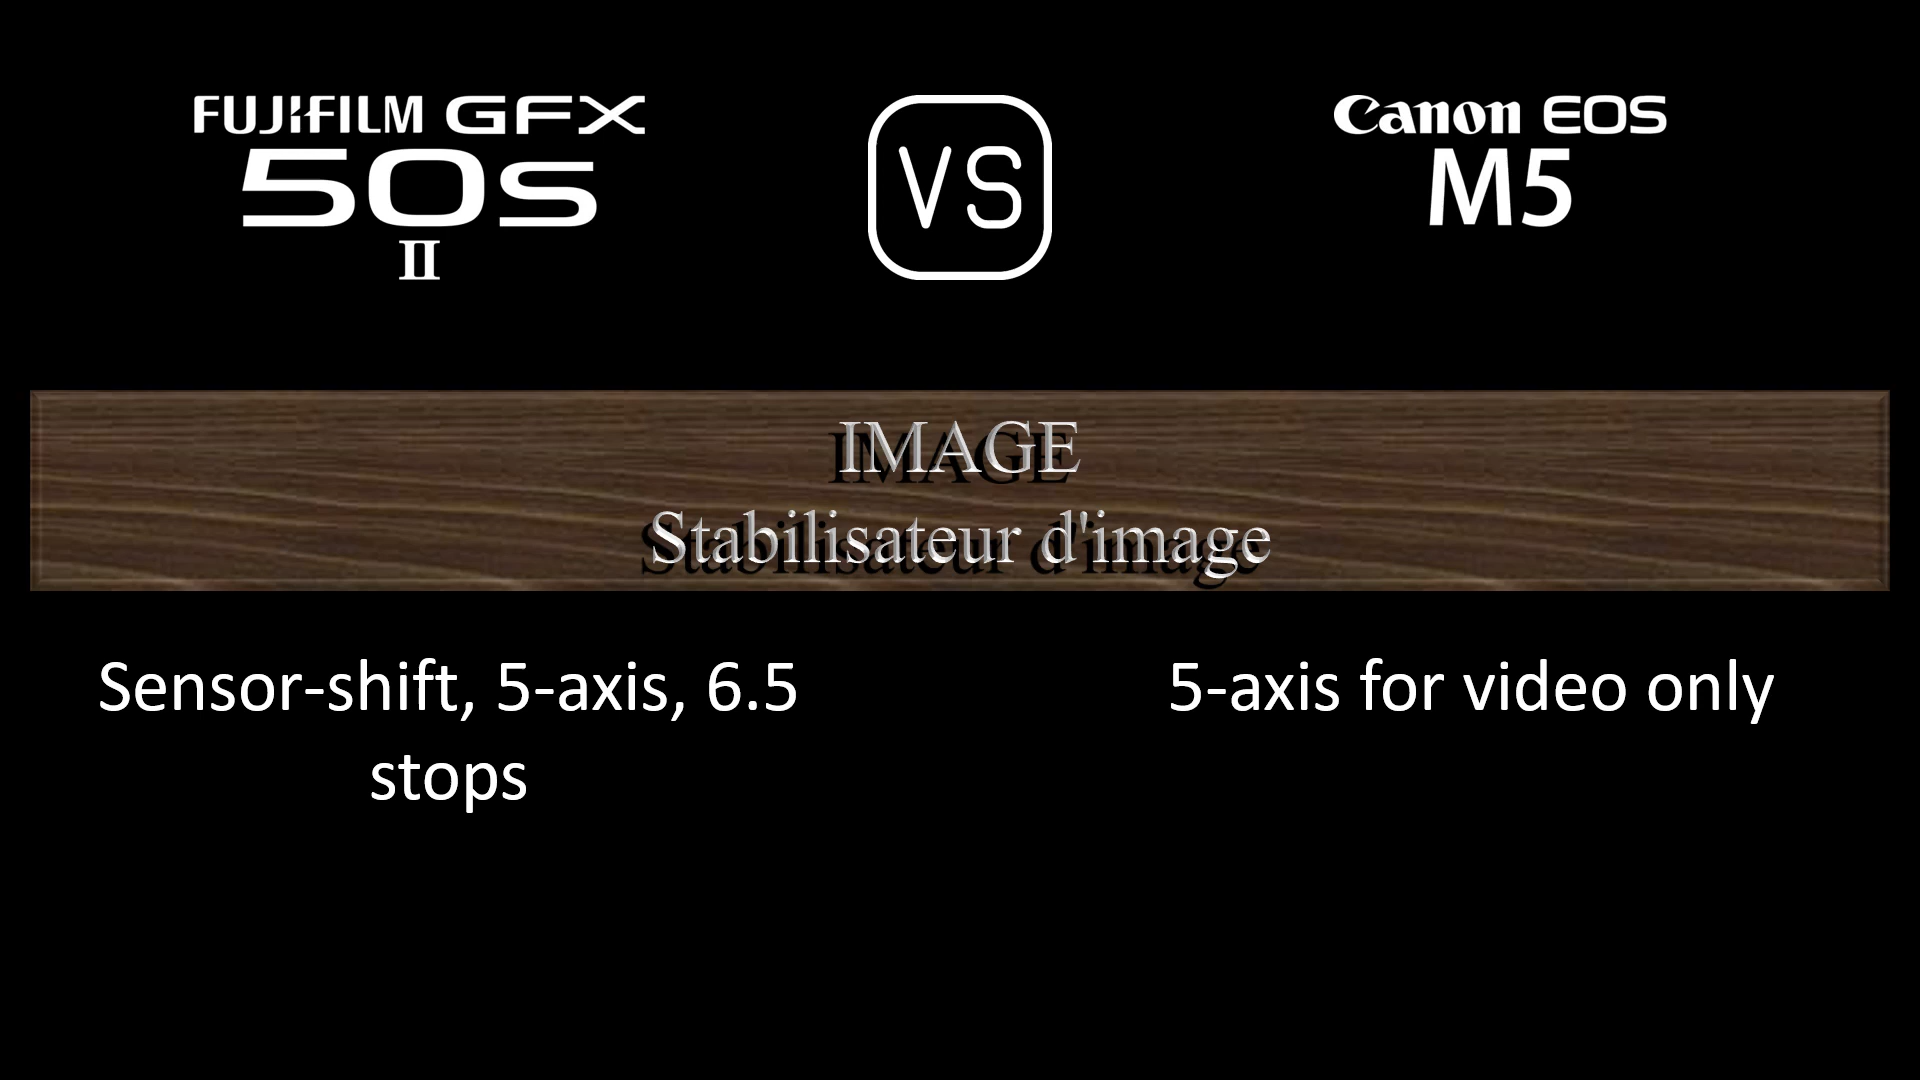 FUJIFILM GFX
50S
II
VS
Canon EOS
M5
IMAGE
Stabilisateur d'image
Sensor-shift, 5-axis, 6.5
stops
5-axis for video only